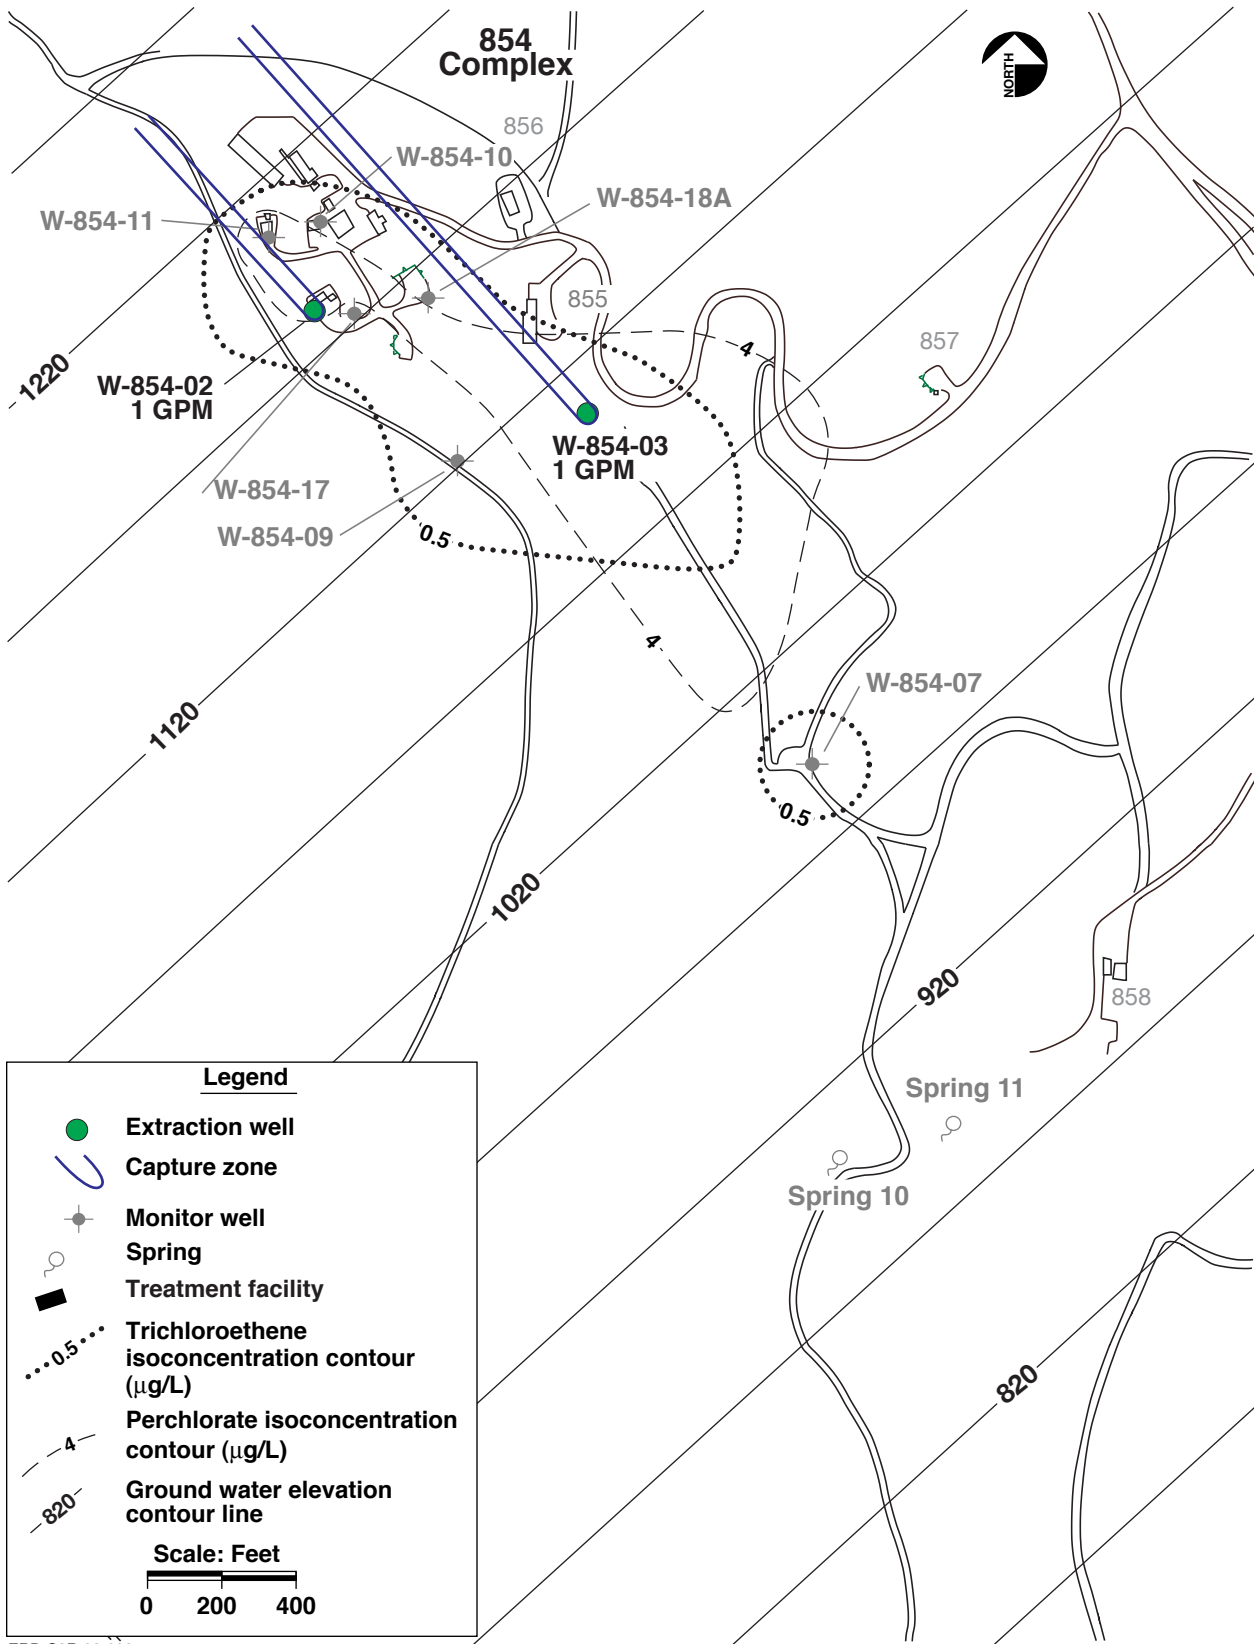 854
Complex
NORTH
856
W-854-10
W-854-18A
W-854-11
855
857
4
1220
W-854-02
1 GPM
W-854-03
1 GPM
W-854-17
W-854-09
0.5
4
W-854-07
1120
0.5
1020
920
858
Spring 11
Spring 10
820
Legend
Extraction well
Capture zone
Monitor well
Spring
Treatment facility
0.5
Trichloroethene
isoconcentration contour
(μg/L)
4
Perchlorate isoconcentration
contour (μg/L)
820
Ground water elevation
contour line
Scale: Feet
0 200 400